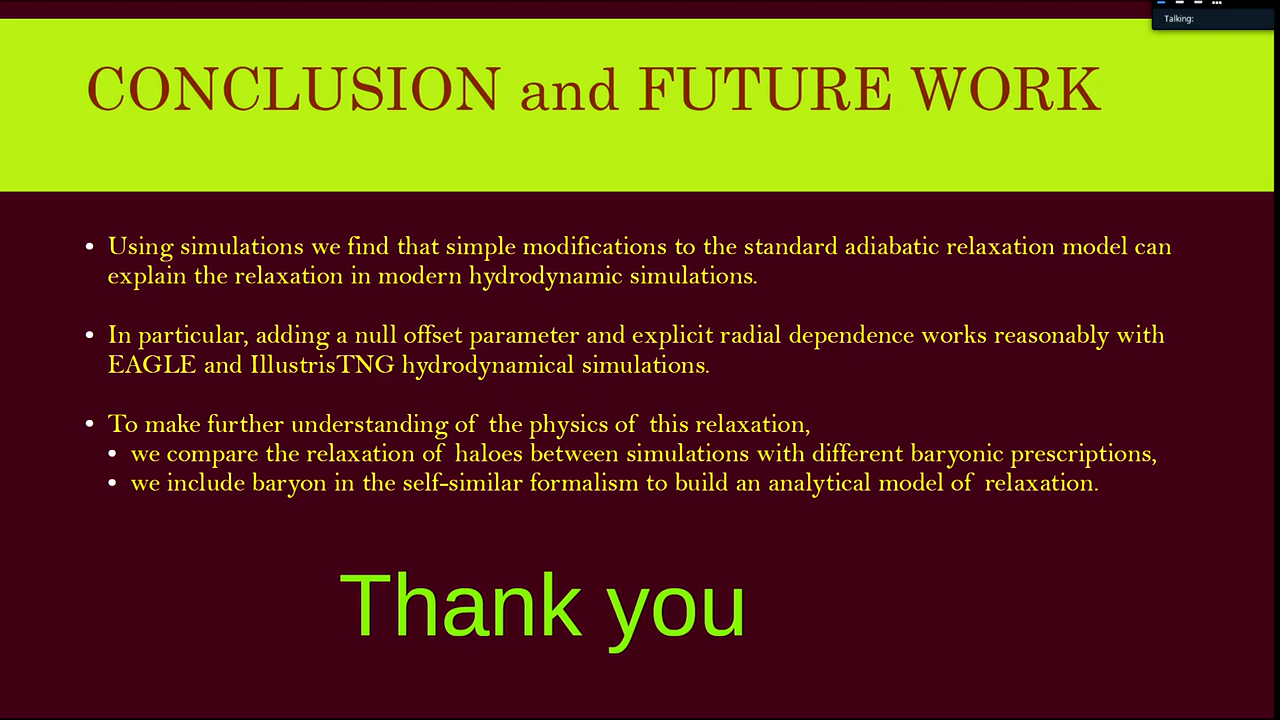 Talking:
CONCLUSION and FUTURE WORK
• Using simulations we find that simple modifications to the standard adiabatic relaxation model can
explain the relaxation in modern hydrodynamic simulations.
• In particular, adding a null offset parameter and explicit radial dependence works reasonably with
EAGLE and IllustrisTNG hydrodynamical simulations.
• To make further understanding of the physics of this relaxation,
• we compare the relaxation of haloes between simulations with different baryonic prescriptions,
• we include baryon in the self-similar formalism to build an analytical model of relaxation.
Thank you